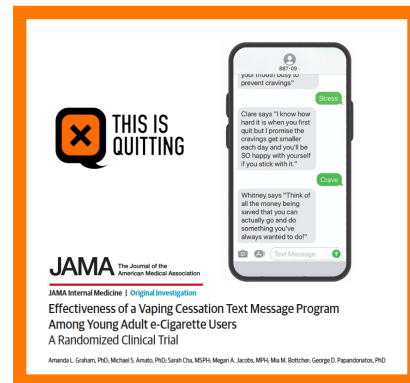 887-09
your mouth busy to
prevent cravings"
Stress
Clare says "I know how
hard it is when you first
quit but I promise the
cravings get smaller
each day and you'll be
SO happy with yourself
if you stick with it."
Crave
Whitney says "Think of
all the money being
saved that you can
actually go and do
something you've
always wanted to do!"
Text Message
THIS IS
QUITTING
JAMA The Journal of the
American Medical Association
JAMA Internal Medicine | Original Investigation
Effectiveness of a Vaping Cessation Text Message Program
Among Young Adult e-Cigarette Users
A Randomized Clinical Trial
Amanda L. Graham, PhD; Michael S. Amato, PhD; Sarah Cha, MSPH; Megan A. Jacobs, MPH; Mia M. Bottcher; George D. Papandonatos, PhD